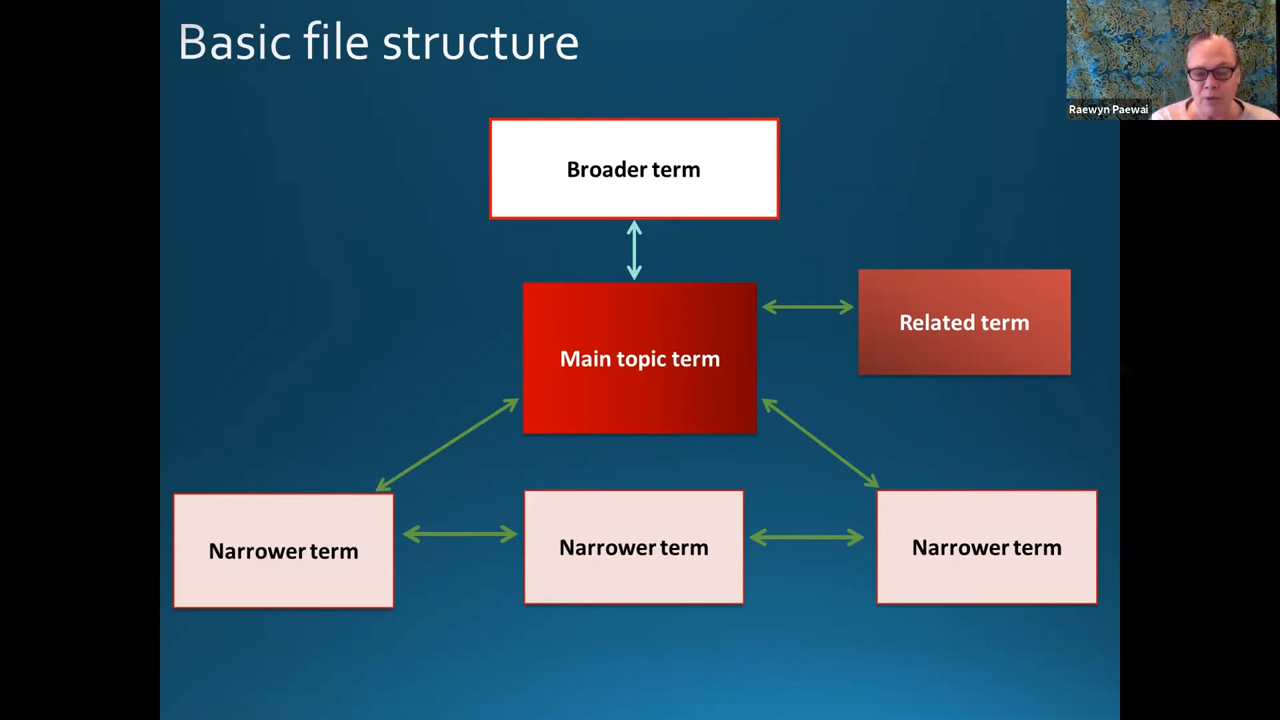 Basic file structure
Raewyn Paewai
Broader term
Related term
Main topic term
Narrower term
Narrower term
Narrower term